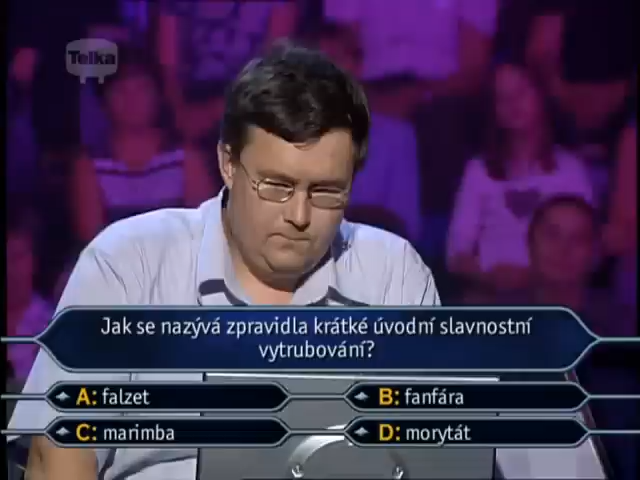 Telka
Jak se nazývá zpravidla krátké úvodní slavnostní
vytrubování?
A: falzet
B: fanfára
C: marimba
D: morytát